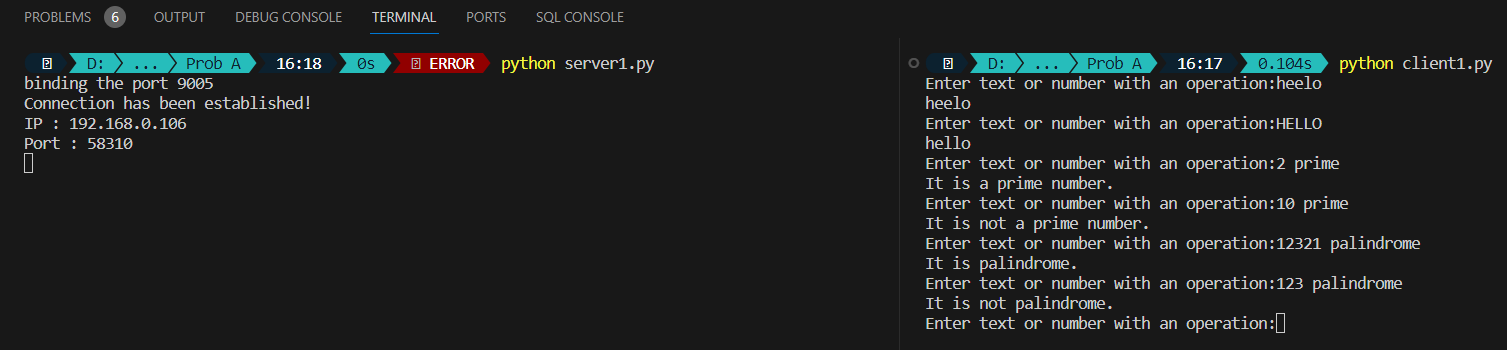 PROBLEMS 6 OUTPUT DEBUG CONSOLE TERMINAL PORTS SQL CONSOLE
D: ... Prob A 16:18 0s ERROR python server1.py
binding the port 9005
Connection has been established!
IP : 192.168.0.106
Port : 58310
D: ... Prob A 16:17 0.104s python client1.py
Enter text or number with an operation:heelo
heelo
Enter text or number with an operation:HELLO
hello
Enter text or number with an operation:2 prime
It is a prime number.
Enter text or number with an operation:10 prime
It is not a prime number.
Enter text or number with an operation:12321 palindrome
It is palindrome.
Enter text or number with an operation:123 palindrome
It is not palindrome.
Enter text or number with an operation: